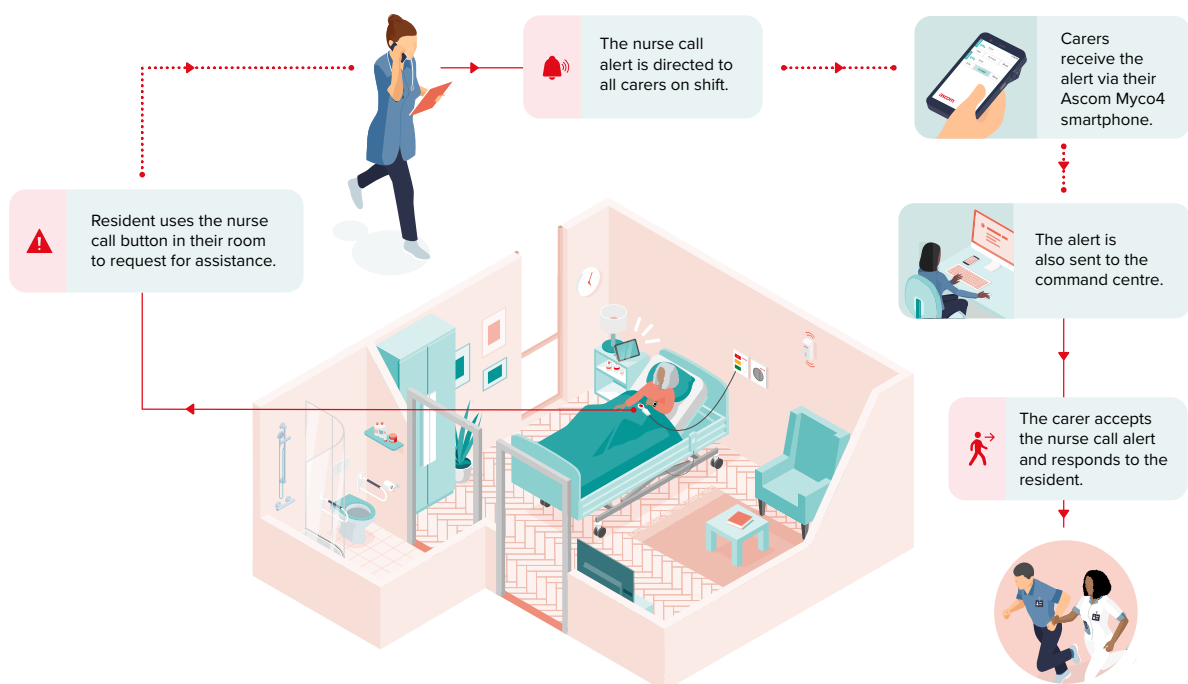 The nurse call
alert is directed to
all carers on shift.
Carers
receive the
alert via their
Ascom Myco4
smartphone.
ascom
Resident uses the nurse
call button in their room
to request for assistance.
The alert is
also sent to the
command centre.
The carer accepts
the nurse call alert
and responds to the
resident.